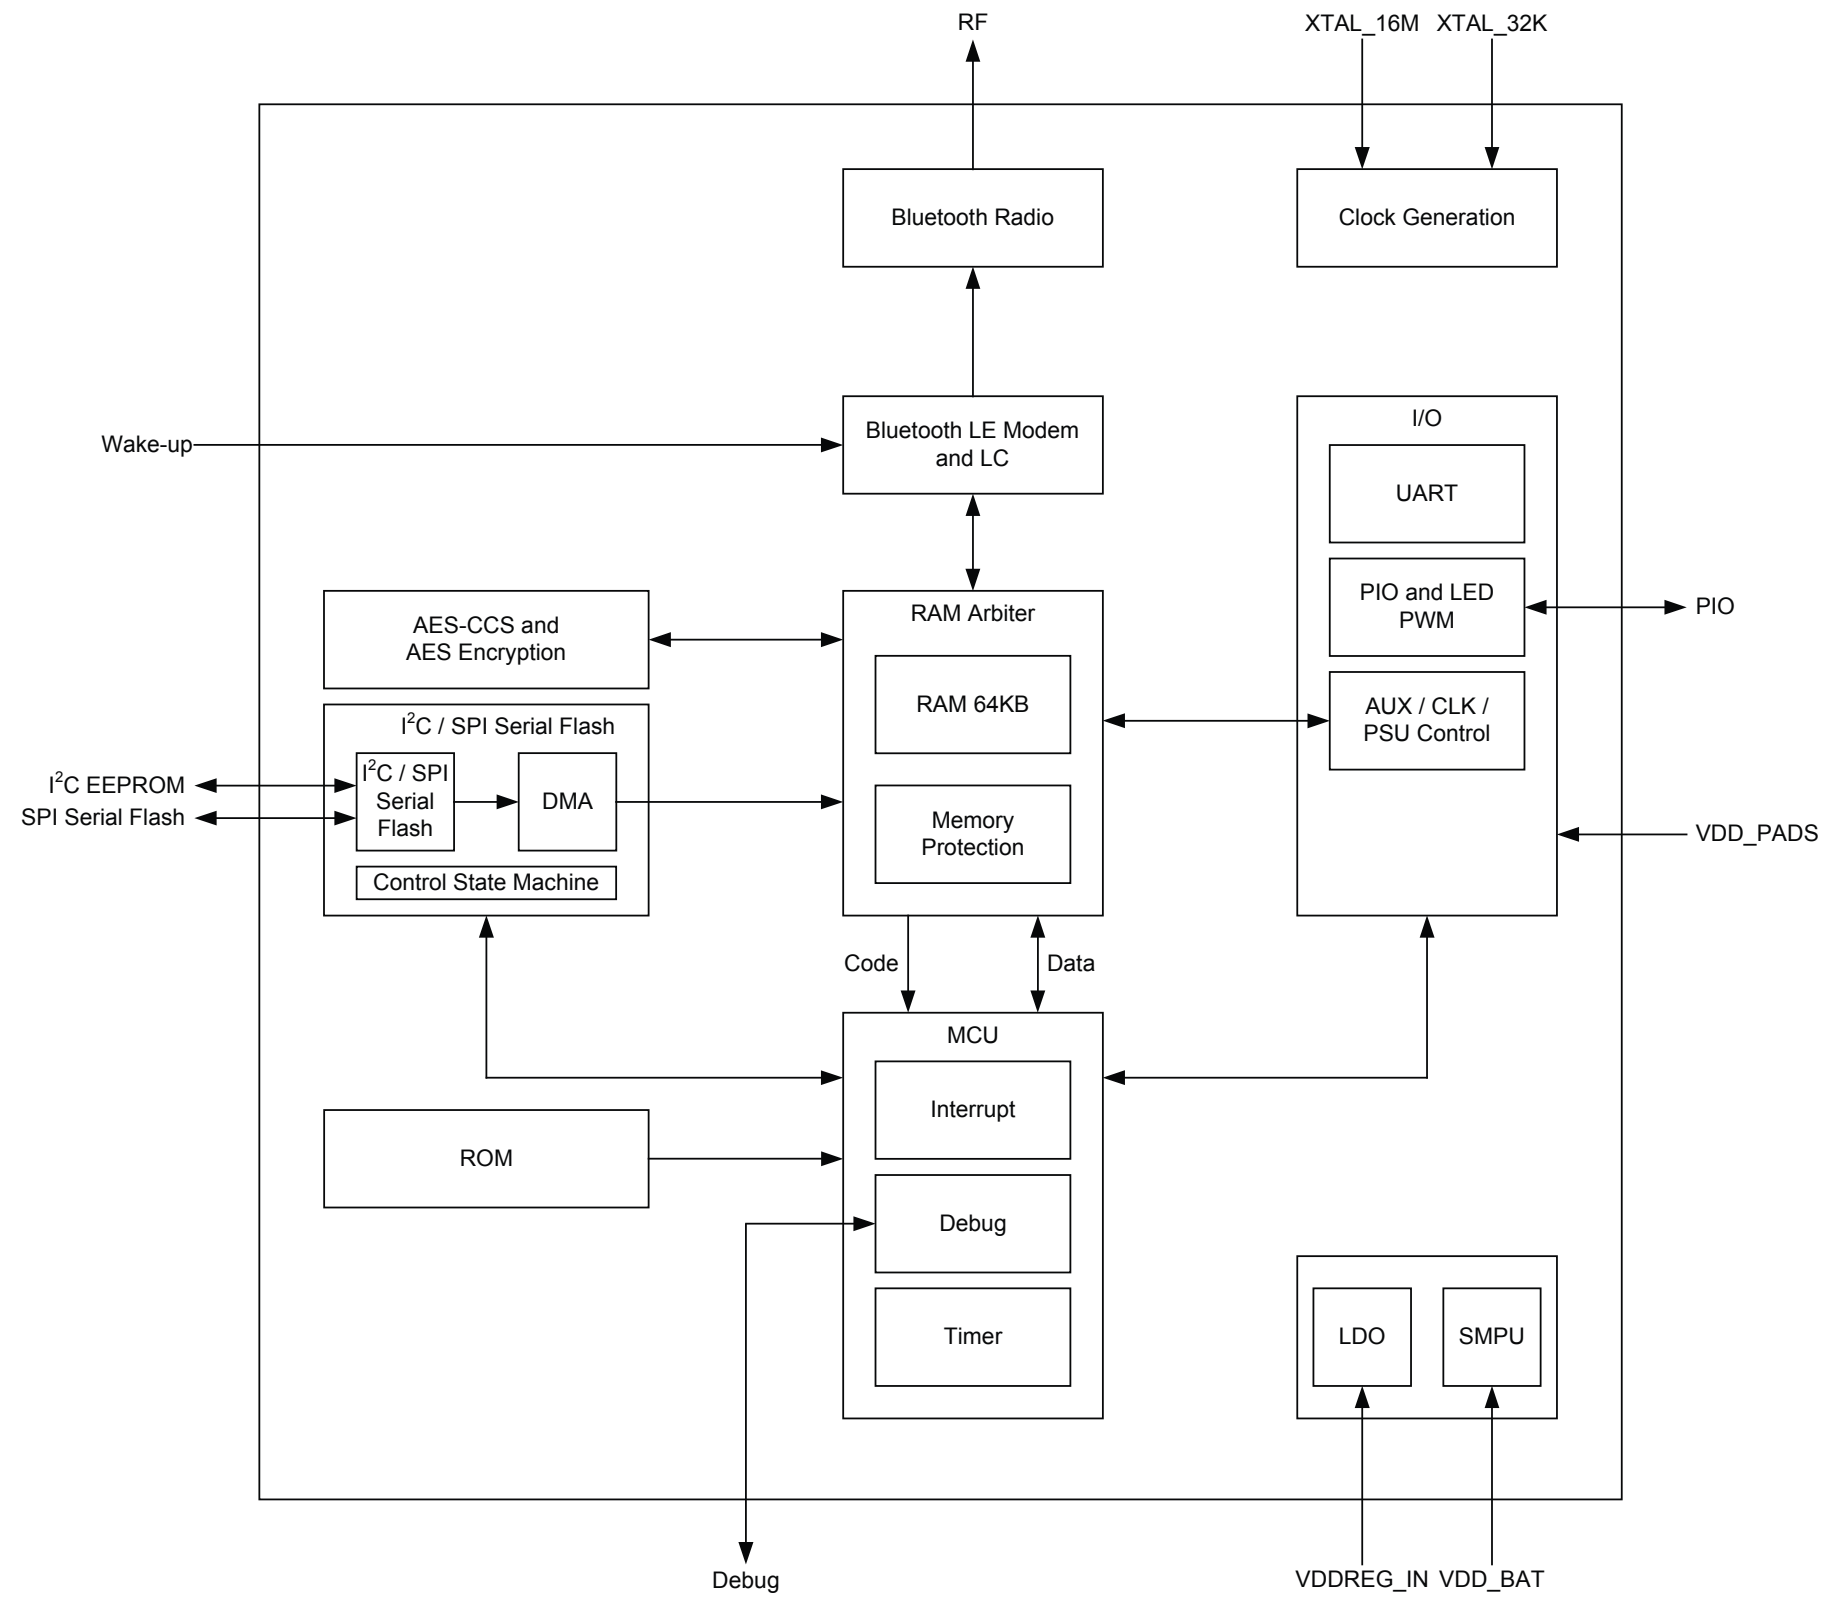 RF
XTAL_16M XTAL_32K
Bluetooth Radio
Clock Generation
Wake-up
Bluetooth LE Modem
and LC
I/O
UART
PIO and LED
PWM
PIO
AUX / CLK /
PSU Control
VDD_PADS
AES-CCS and
AES Encryption
RAM Arbiter
RAM 64KB
Memory
Protection
I²C / SPI Serial Flash
I²C EEPROM
SPI Serial Flash
I²C / SPI
Serial
Flash
DMA
Control State Machine
Code
Data
MCU
Interrupt
ROM
Debug
Timer
LDO
SMPU
Debug
VDDREG_IN VDD_BAT